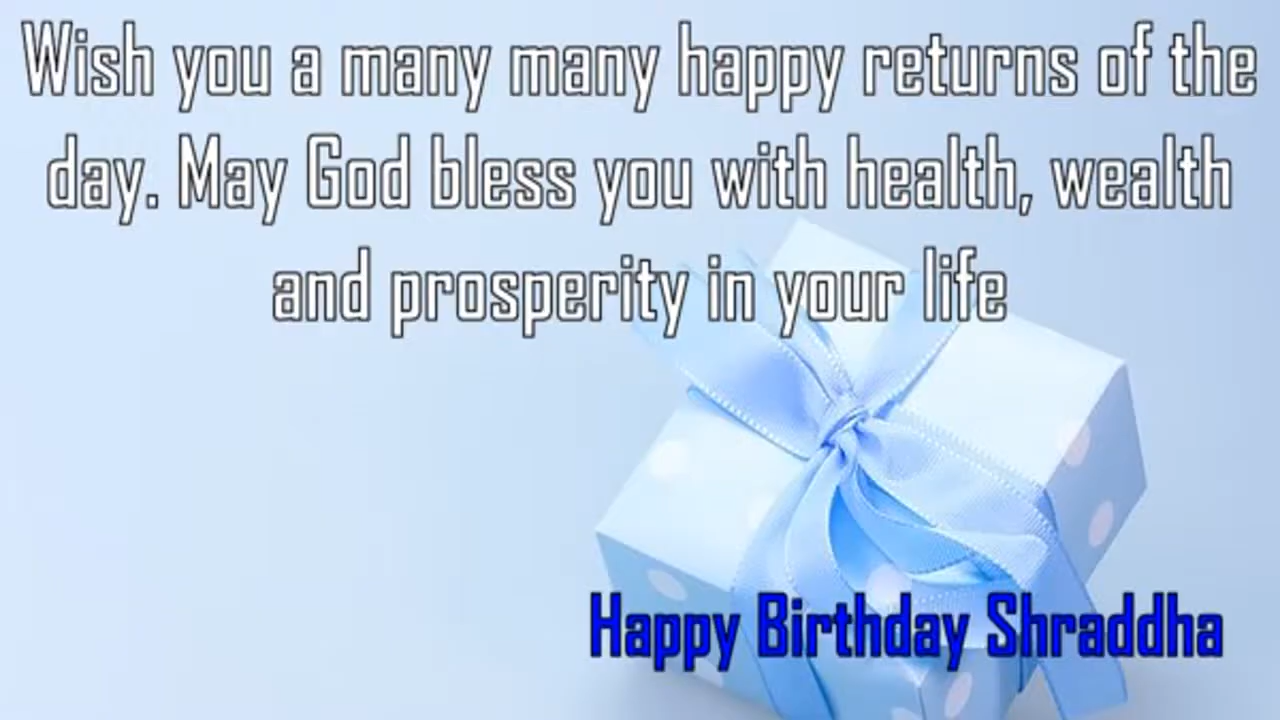 Wish you a many many happy returns of the
day. May God bless you with health, wealth
and prosperity in your life
Happy Birthday Shraddha